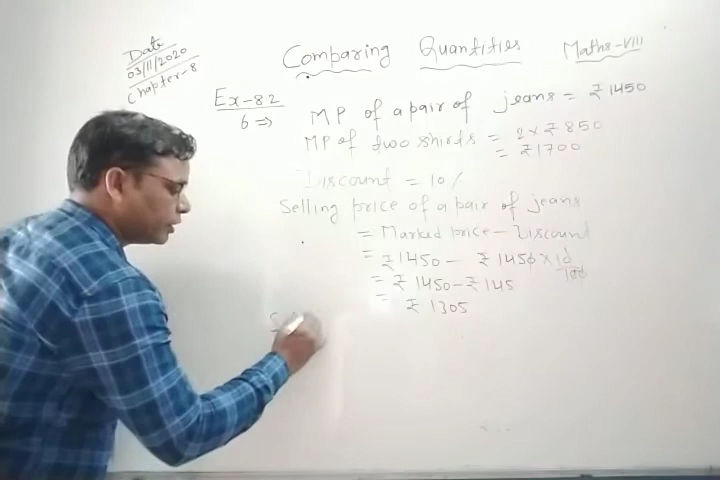 Date
03/11/2020
Chapter-8
Comparing Quantities Maths-VIII
Ex-82
6 ⇒ MP of a pair of jeans = ₹1450
MP of two shirts = 2 × ₹850
= ₹1700
Discount = 10%
Selling price of a pair of jeans
= Marked price - Discount
= ₹1450 - ₹1450 × 10/100
= ₹1450 - ₹145
= ₹ 1305
S